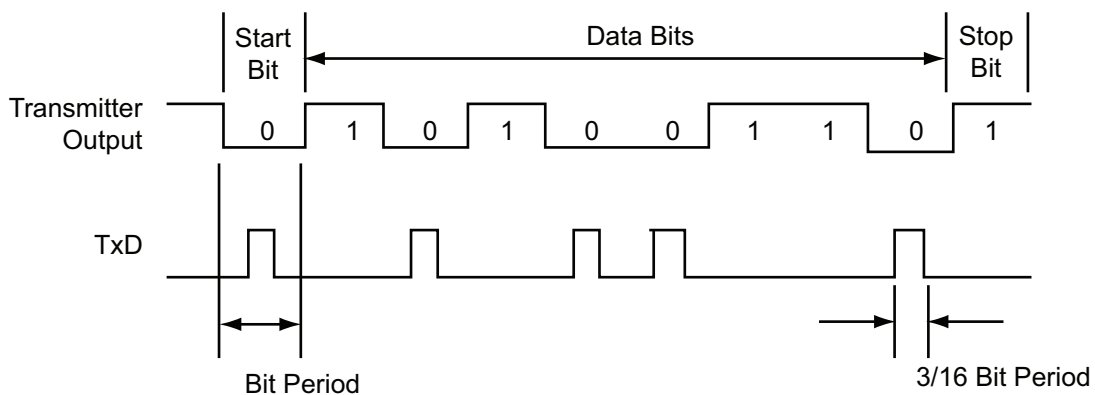 Start
Bit
Data Bits
Stop
Bit
Transmitter
Output
0 1 0 1 0 0 1 1 0 1
TxD
Bit Period
3/16 Bit Period